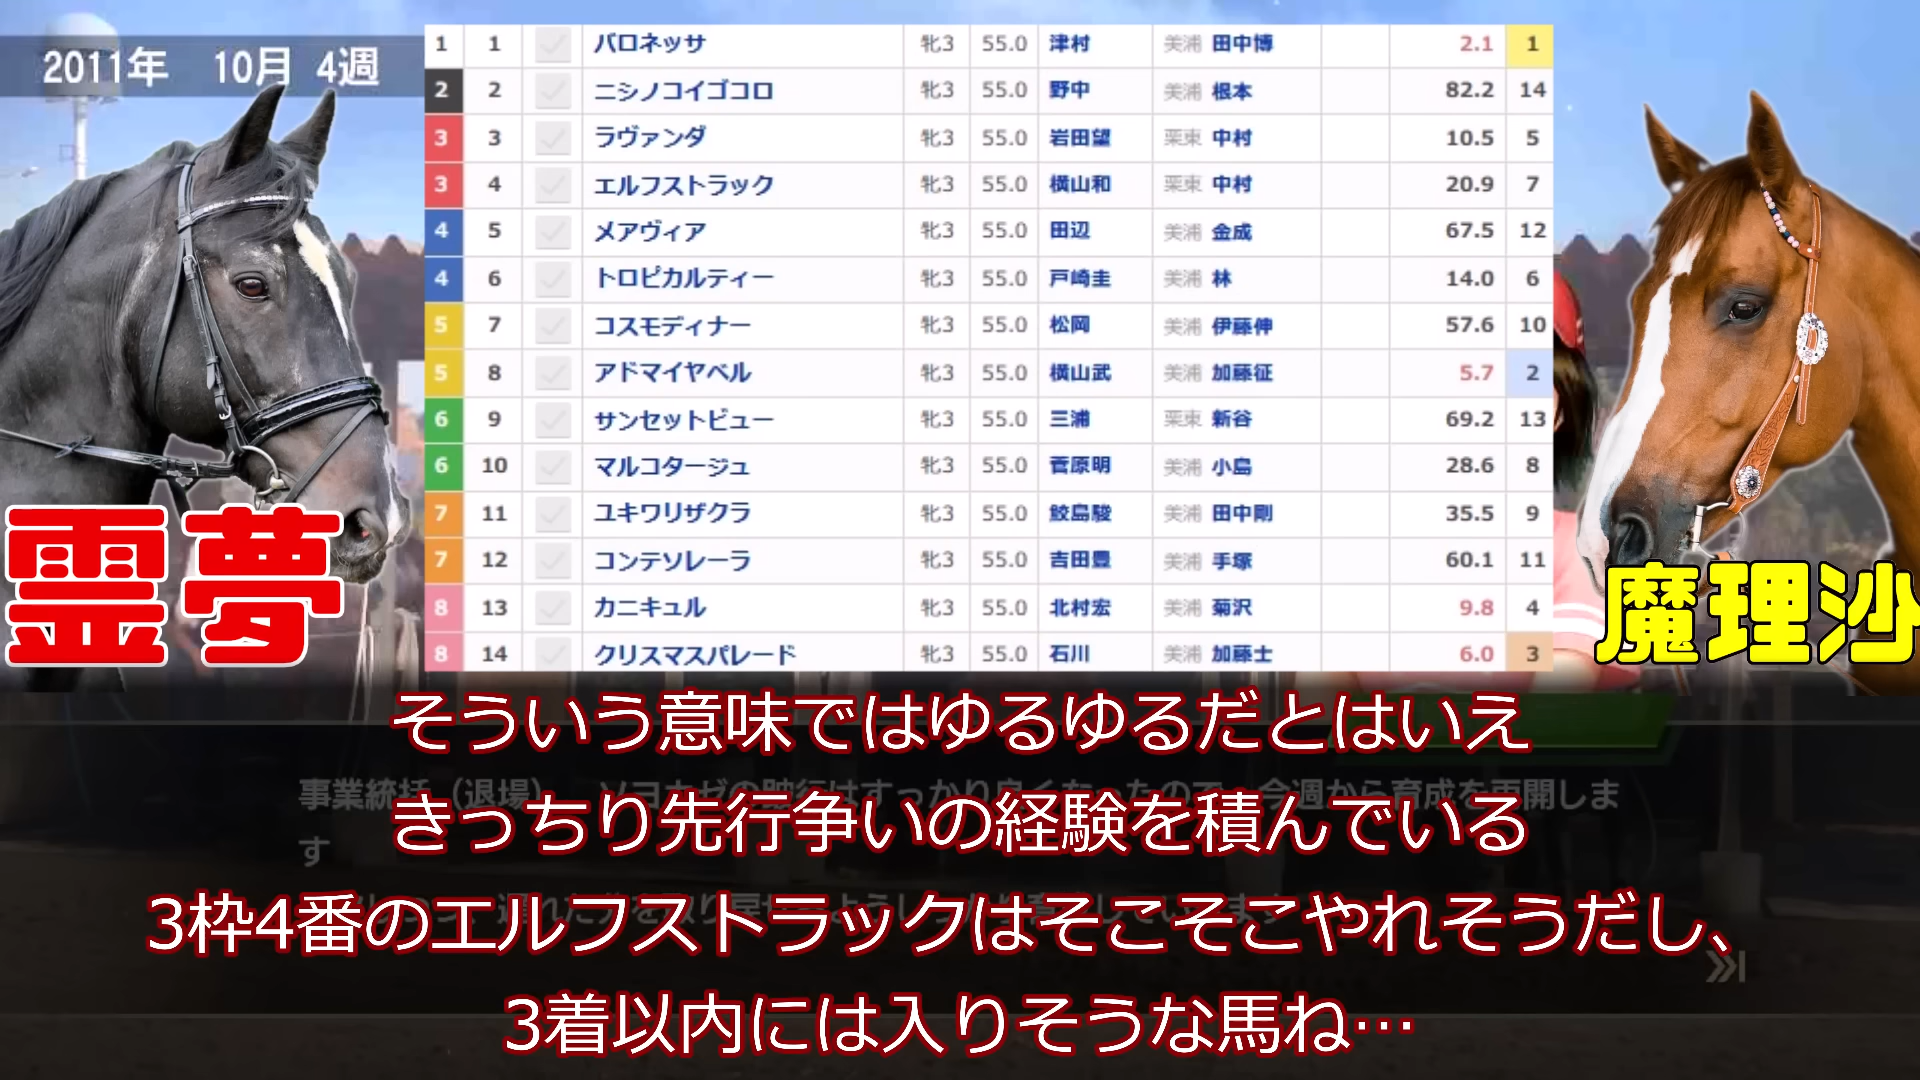 2011年 10月 4週
1 1 バロネッサ 牝3 55.0 津村 美浦 田中博 2.1 1
2 2 ニシノコイゴコロ 牝3 55.0 野中 美浦 根本 82.2 14
3 3 ラヴァンダ 牝3 55.0 岩田望 栗東 中村 10.5 5
3 4 エルフストラック 牝3 55.0 横山和 栗東 中村 20.9 7
4 5 メアヴィア 牝3 55.0 田辺 美浦 金成 67.5 12
4 6 トロピカルティー 牝3 55.0 戸崎圭 美浦 林 14.0 6
5 7 コスモディナー 牝3 55.0 松岡 美浦 伊藤伸 57.6 10
5 8 アドマイヤベル 牝3 55.0 横山武 美浦 加藤征 5.7 2
6 9 サンセットビュー 牝3 55.0 三浦 栗東 新谷 69.2 13
6 10 マルコタージュ 牝3 55.0 菅原明 美浦 小島 28.6 8
7 11 ユキワリザクラ 牝3 55.0 鮫島駿 美浦 田中剛 35.5 9
7 12 コンテソレーラ 牝3 55.0 吉田豊 美浦 手塚 60.1 11
8 13 カニキュル 牝3 55.0 北村宏 美浦 菊沢 9.8 4
8 14 クリスマスパレード 牝3 55.0 石川 美浦 加藤士 6.0 3
霊夢
魔理沙
そういう意味ではゆるゆるだとはいえ
事業統括（退場） 今週から育成を再開しま
きっちり先行争いの経験を積んでいる
す
3枠4番のエルフストラックはそこそこやれそうだし、
3着以内には入りそうな馬ね…